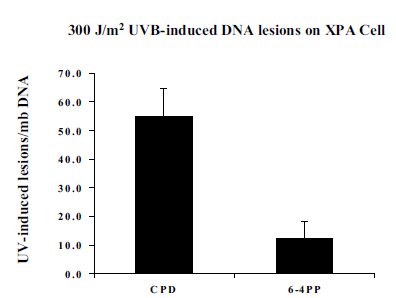 300 J/m² UVB-induced DNA lesions on XPA Cell
UV-induced lesions/mb DNA
70.0
60.0
50.0
40.0
30.0
20.0
10.0
0.0
CPD 6-4PP